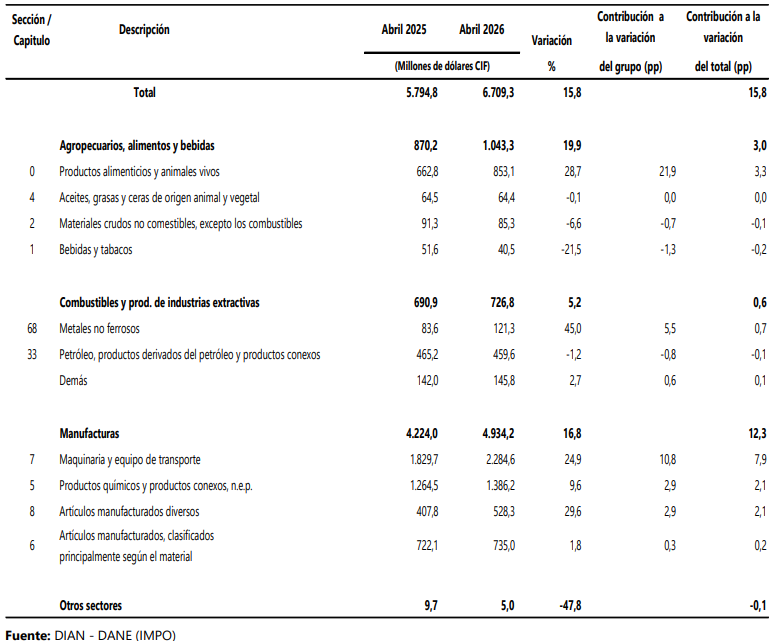 Sección / Capitulo Descripción Abril 2025 Abril 2026 Variación Contribución a la variación Contribución a la variación
(Millones de dólares CIF) % del grupo (pp) del total (pp)
Total 5.794,8 6.709,3 15,8 15,8
Agropecuarios, alimentos y bebidas 870,2 1.043,3 19,9 3,0
0 Productos alimenticios y animales vivos 662,8 853,1 28,7 21,9 3,3
4 Aceites, grasas y ceras de origen animal y vegetal 64,5 64,4 -0,1 0,0 0,0
2 Materiales crudos no comestibles, excepto los combustibles 91,3 85,3 -6,6 -0,7 -0,1
1 Bebidas y tabacos 51,6 40,5 -21,5 -1,3 -0,2
Combustibles y prod. de industrias extractivas 690,9 726,8 5,2 0,6
68 Metales no ferrosos 83,6 121,3 45,0 5,5 0,7
33 Petróleo, productos derivados del petróleo y productos conexos 465,2 459,6 -1,2 -0,8 -0,1
Demás 142,0 145,8 2,7 0,6 0,1
Manufacturas 4.224,0 4.934,2 16,8 12,3
7 Maquinaria y equipo de transporte 1.829,7 2.284,6 24,9 10,8 7,9
5 Productos químicos y productos conexos, n.e.p. 1.264,5 1.386,2 9,6 2,9 2,1
8 Artículos manufacturados diversos 407,8 528,3 29,6 2,9 2,1
6 Artículos manufacturados, clasificados principalmente según el material 722,1 735,0 1,8 0,3 0,2
Otros sectores 9,7 5,0 -47,8 -0,1
Fuente: DIAN - DANE (IMPO)